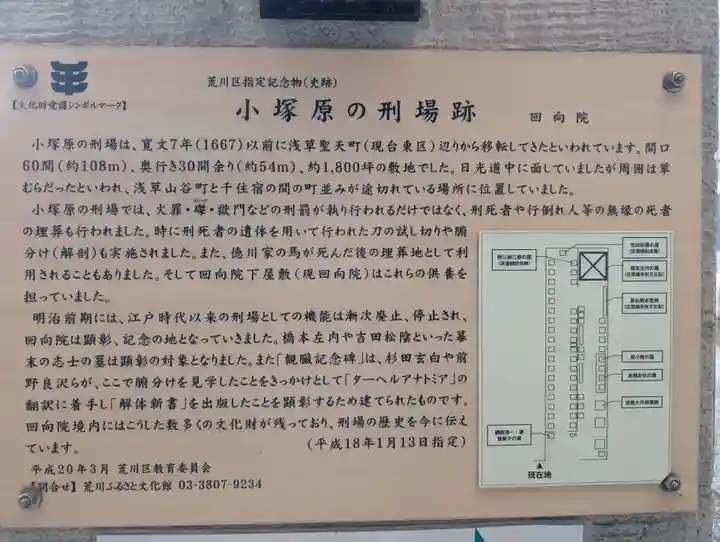 荒川区指定記念物(史跡)
【文化財愛護シンボルマーク】
小塚原の刑場跡 回向院
小塚原の刑場は、寛文7年(1667)以前に浅草聖天町(現台東区)辺りから移転してきたといわれています。間口
60間(約108m)、奥行き30間余り(約54m)、約1,800坪の敷地でした。日光道中に面していましたが周囲は草
むらだったといわれ、浅草山谷町と千住宿の間の町並みが途切れている場所に位置していました。
小塚原の刑場では、火罪・磔・獄門などの刑罰が執り行われるだけではなく、刑死者や行倒れ人等の無縁の死者
の埋葬も行われました。時に刑死者の遺体を用いて行われた刀の試し切りや腑
分け(解剖)も実施されました。また、徳川家の馬が死んだ後の埋葬地として利
用されることもありました。そして回向院下屋敷(現回向院)はこれらの供養を
担っていました。
明治前期には、江戸時代以来の刑場としての機能は漸次廃止、停止され、
回向院は顕彰、記念の地となっていきました。橋本左内や吉田松陰といった幕
末の志士の墓は顕彰の対象となりました。また「観臓記念碑」は、杉田玄白や前
野良沢らが、ここで腑分けを見学したことをきっかけとして「ターヘルアナトミア」の
翻訳に着手し「解体新書」を出版したことを顕彰するため建てられたものです。
回向院境内にはこうした数多くの文化財が残っており、刑場の歴史を今に伝え
ています。 (平成18年1月13日指定)
平成20年3月 荒川区教育委員会
【問合せ】荒川ふるさと文化館 03-3807-9234
現在地